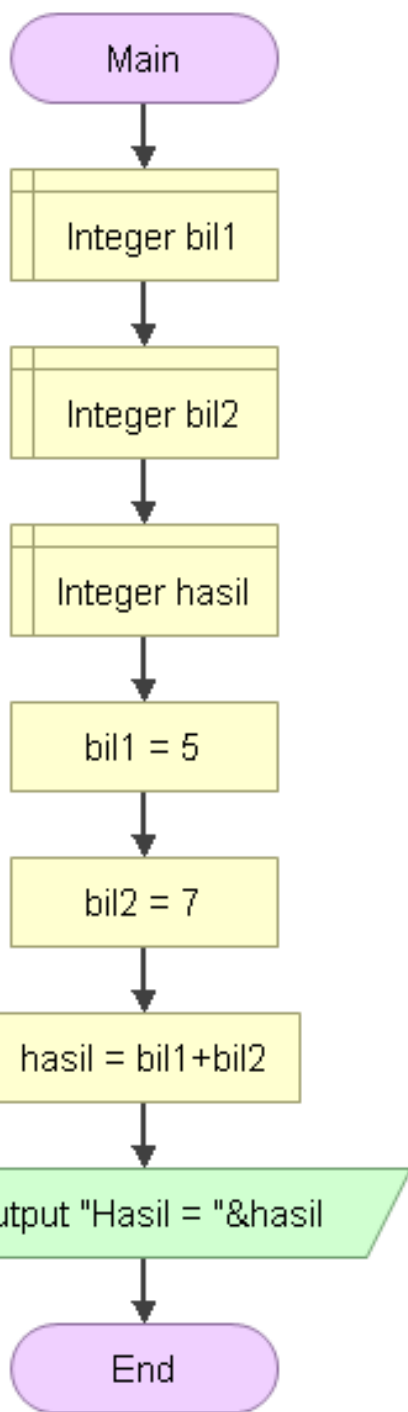 Main
Integer bil1
Integer bil2
Integer hasil
bil1 = 5
bil2 = 7
hasil = bil1+bil2
utput "Hasil = "&hasil
End